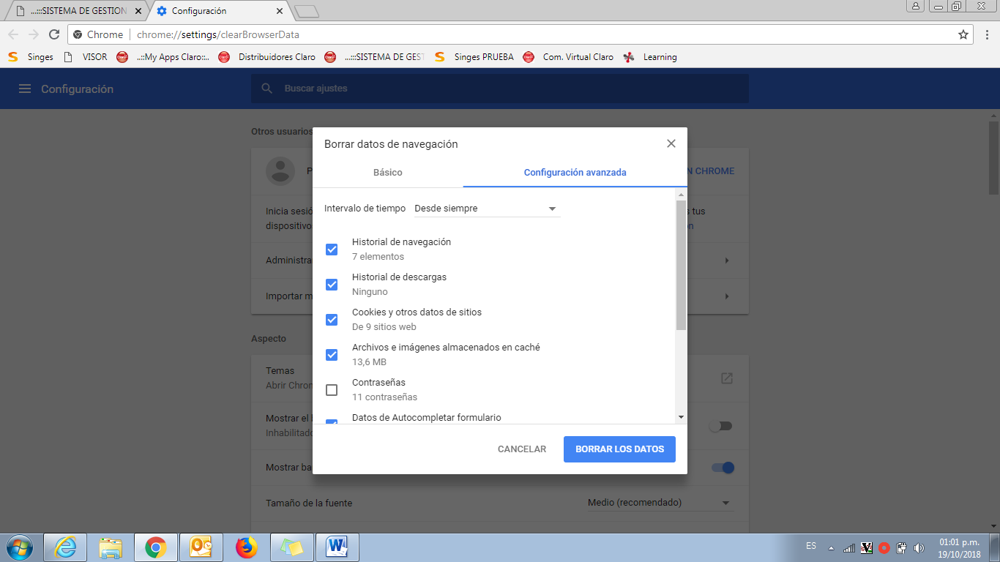 ...:::SISTEMA DE GESTION
Configuración
Chrome
chrome://settings/clearBrowserData
Singes
VISOR
..::My Apps Claro::..
Distribuidores Claro
...:::SISTEMA DE GEST
Singes PRUEBA
Com. Virtual Claro
Learning
Configuración
Buscar ajustes
Otros usuarios
Borrar datos de navegación
Básico
Configuración avanzada
P
N CHROME
Intervalo de tiempo
Desde siempre
Inicia sesió
s tus
dispositivo
ón
Historial de navegación
7 elementos
Administra
Historial de descargas
Ninguno
Importar m
Cookies y otros datos de sitios
De 9 sitios web
Aspecto
Archivos e imágenes almacenados en caché
13,6 MB
Temas
Abrir Chron
Contraseñas
11 contraseñas
Mostrar el
Inhabilitado
Datos de Autocompletar formulario
CANCELAR
BORRAR LOS DATOS
Mostrar ba
Tamaño de la fuente
Medio (recomendado)
ES
01:01 p.m.
19/10/2018